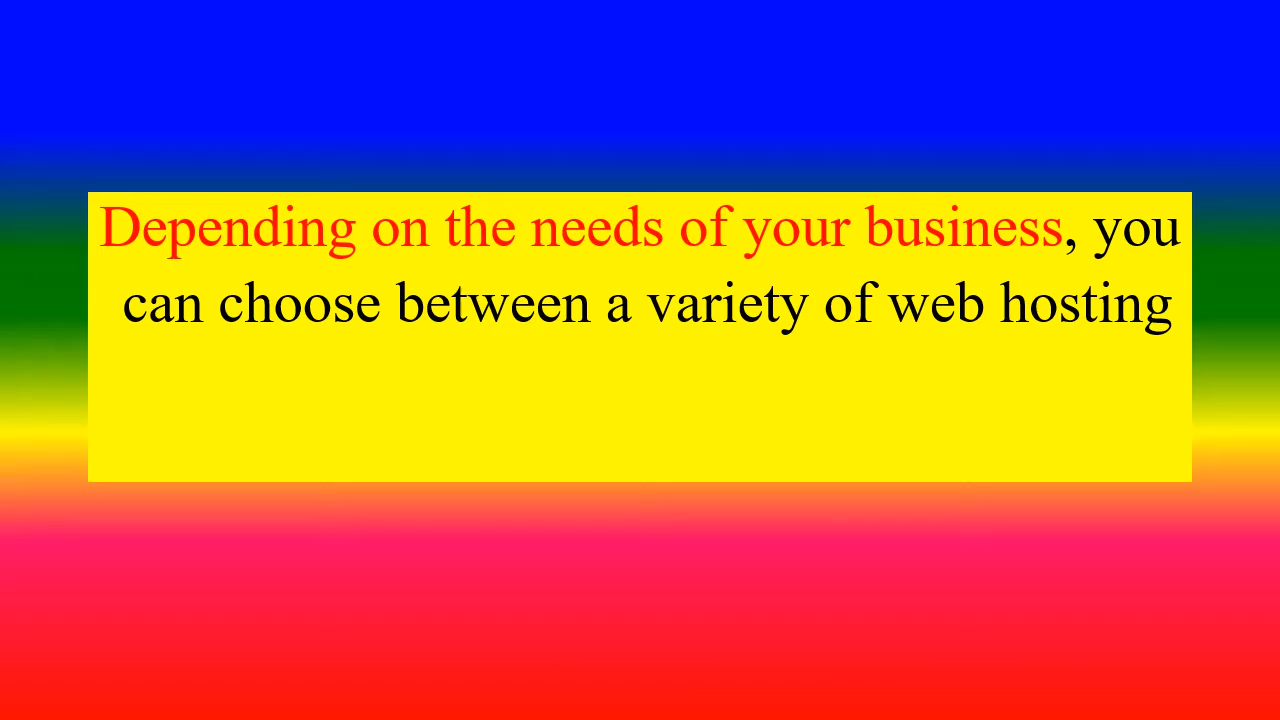 Depending on the needs of your business, you
can choose between a variety of web hosting